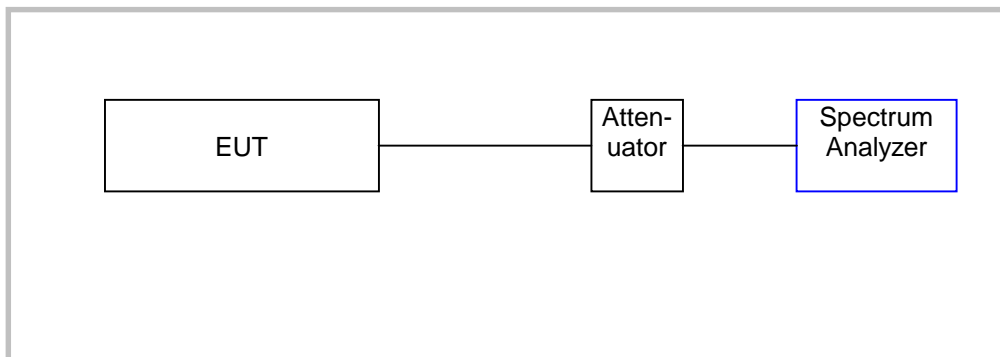 EUT
Atten-
uator
Spectrum
Analyzer